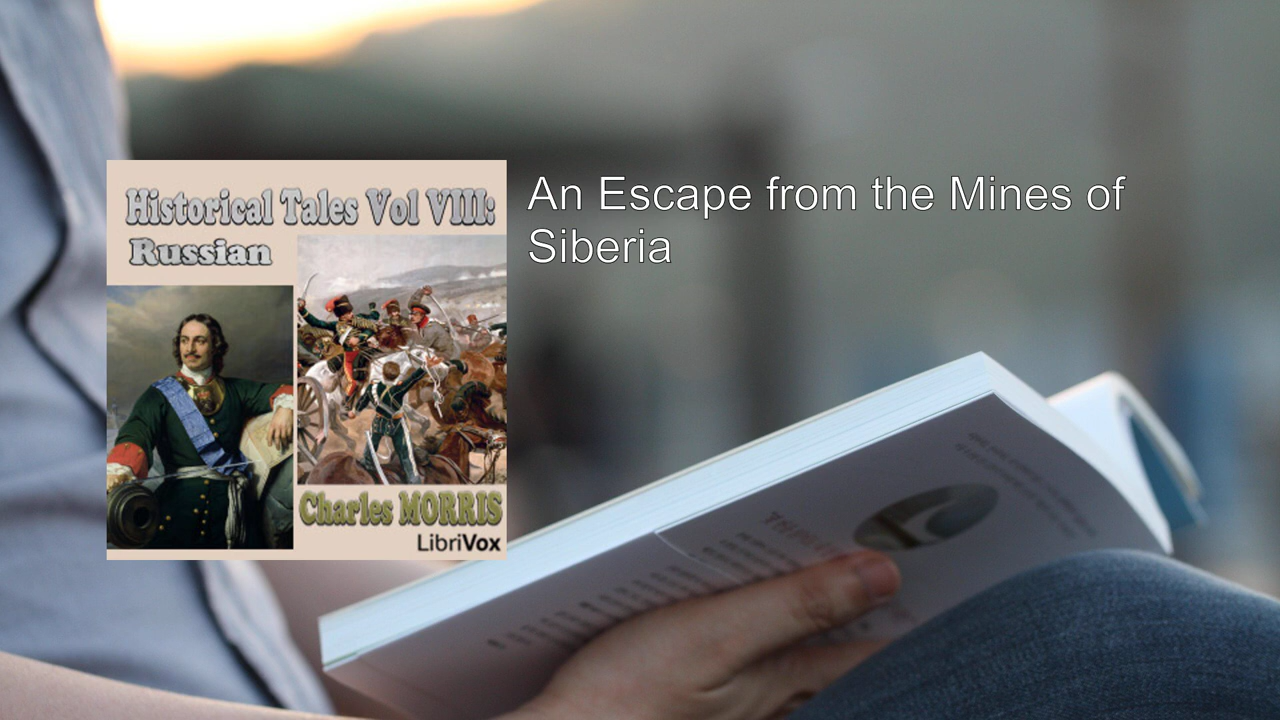 Historical Tales Vol VIII:
Russian
Charles MORRIS
LibriVox
An Escape from the Mines of
Siberia